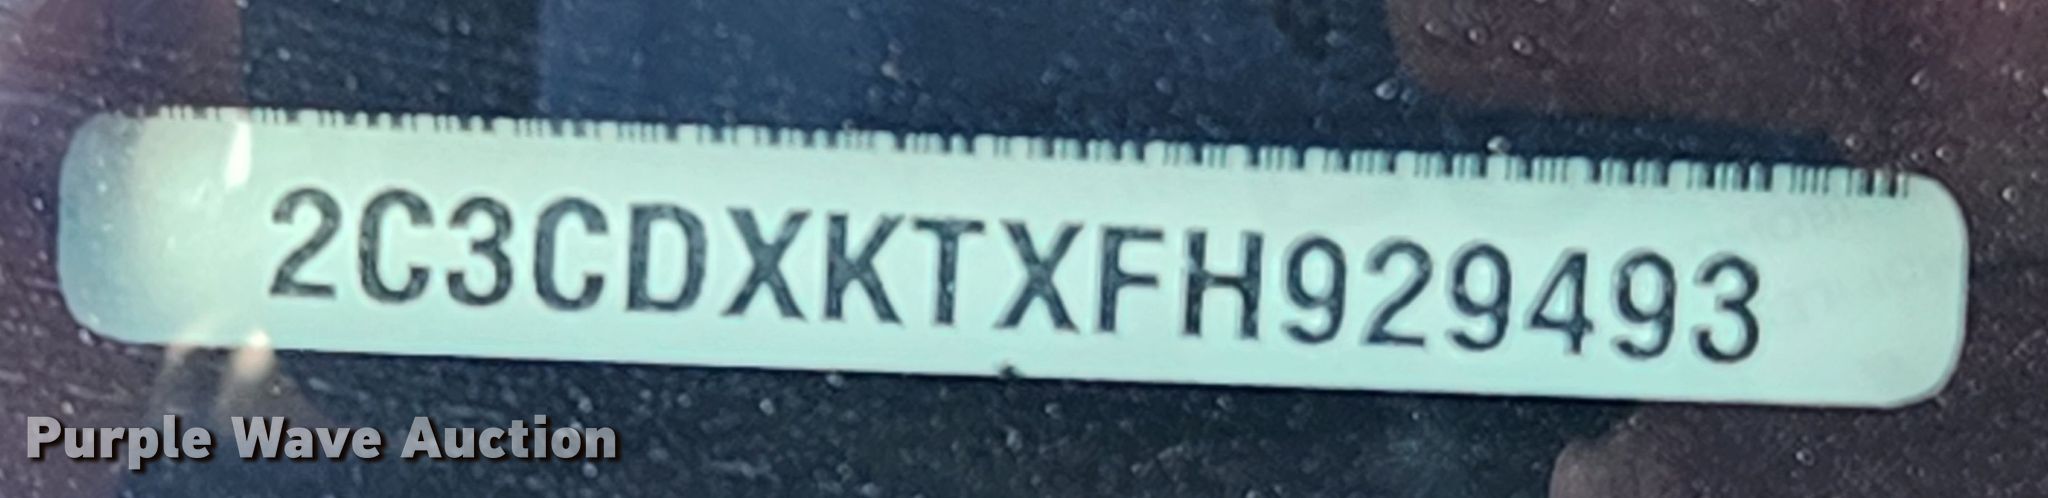 2C3CDXKTXFH929493
Purple Wave Auction